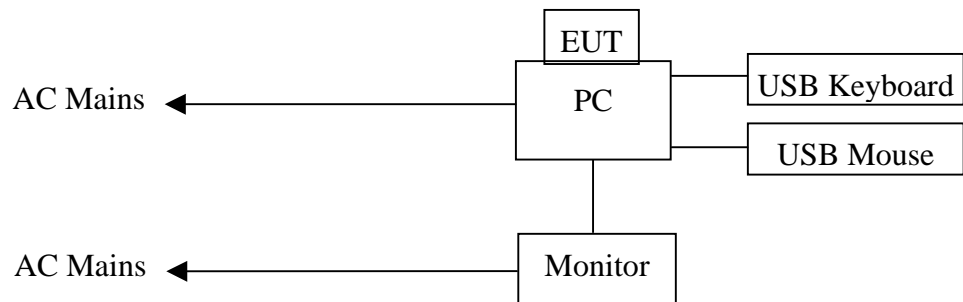 EUT
AC Mains
PC
USB Keyboard
USB Mouse
AC Mains
Monitor